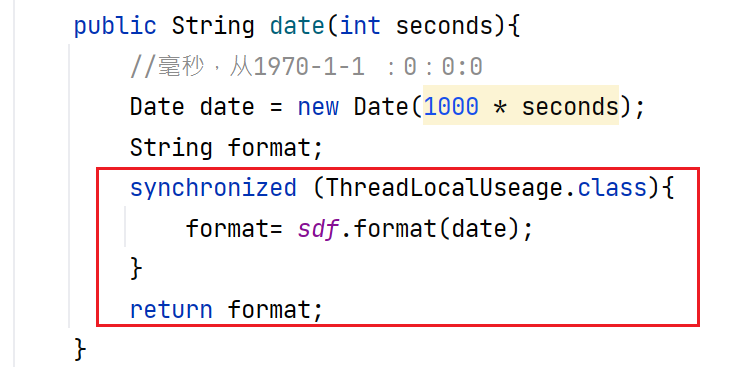 public String date(int seconds){
//毫秒，从1970-1-1 ：0：0:0
Date date = new Date(1000 * seconds);
String format;
synchronized (ThreadLocalUseage.class){
format= sdf.format(date);
}
return format;
}